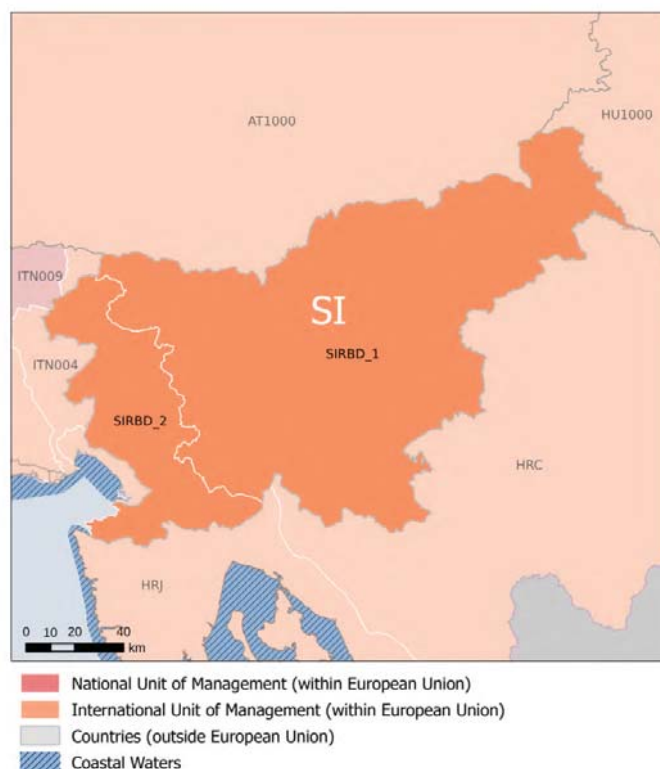 AT1000
HU1000
ITN009
SI
ITN004
SIRBD_1
SIRBD_2
HRC
HRJ
0 10 20 40
km
National Unit of Management (within European Union)
International Unit of Management (within European Union)
Countries (outside European Union)
Coastal Waters